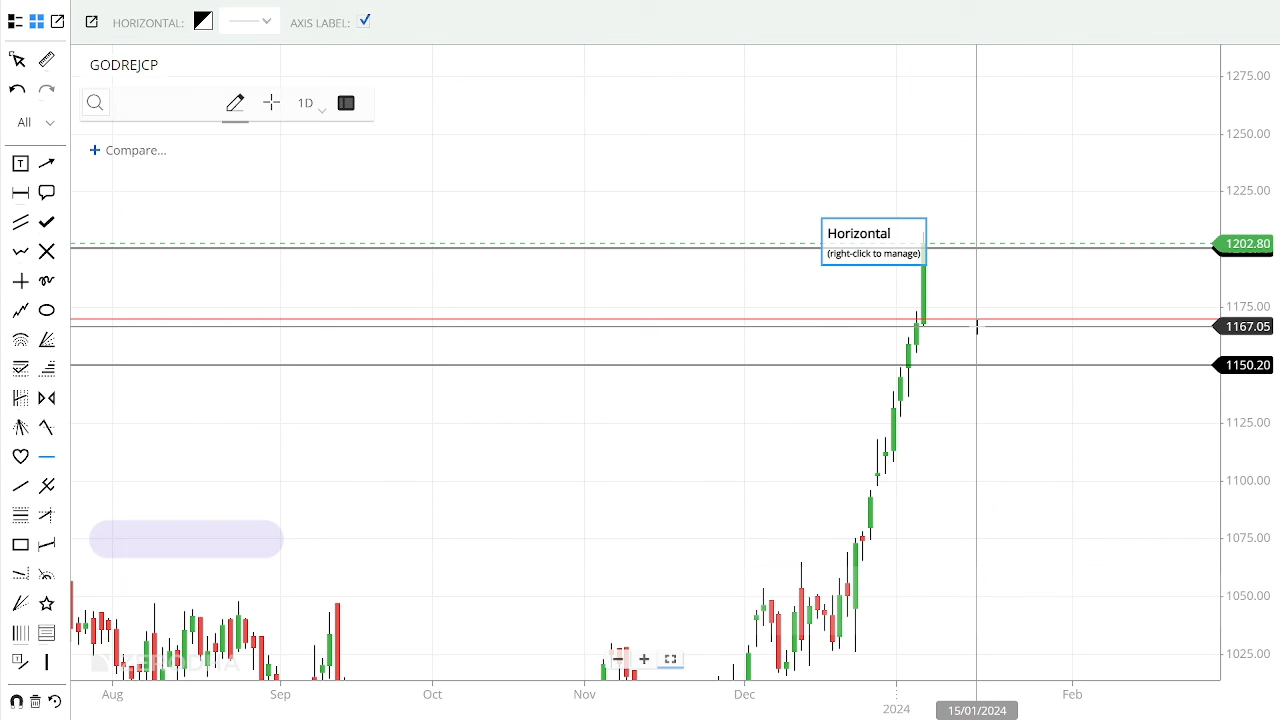 HORIZONTAL:
AXIS LABEL:
GODREJCP
1D
All
+ Compare...
T
Horizontal
(right-click to manage)
1275.00
1250.00
1225.00
1202.80
1175.00
1167.05
1150.20
1125.00
1100.00
1075.00
1050.00
1025.00
ZERODHA
Aug
Sep
Oct
Nov
Dec
2024
15/01/2024
Feb